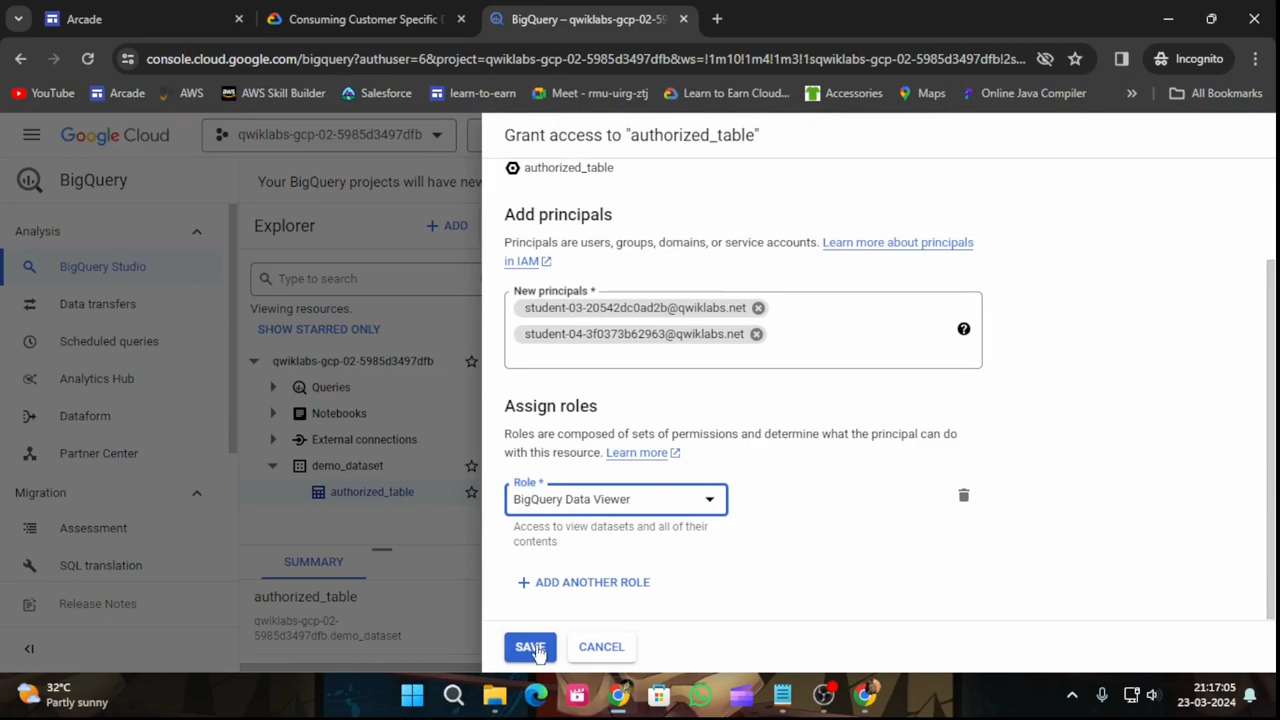 Arcade
Consuming Customer Specific D
BigQuery – qwiklabs-gcp-02-59
console.cloud.google.com/bigquery?authuser=6&project=qwiklabs-gcp-02-5985d3497dfb&ws=!1m10!1m4!1m3!1sqwiklabs-gcp-02-5985d3497dfb!2s...
Incognito
YouTube
Arcade
AWS
AWS Skill Builder
Salesforce
learn-to-earn
Meet - rmu-uirg-ztj
Learn to Earn Cloud...
Accessories
Maps
Online Java Compiler
All Bookmarks
Google Cloud
qwiklabs-gcp-02-5985d3497dfb
BigQuery
Analysis
BigQuery Studio
Data transfers
Scheduled queries
Analytics Hub
Dataform
Partner Center
Migration
Assessment
SQL translation
Release Notes
Your BigQuery projects will have new
Explorer
+ ADD
Type to search
Viewing resources.
SHOW STARRED ONLY
qwiklabs-gcp-02-5985d3497dfb
Queries
Notebooks
External connections
demo_dataset
authorized_table
SUMMARY
authorized_table
qwiklabs-gcp-02-
5985d3497dfb.demo_dataset
Grant access to "authorized_table"
authorized_table
Add principals
Principals are users, groups, domains, or service accounts. Learn more about principals
in IAM
New principals *
student-03-20542dc0ad2b@qwiklabs.net
student-04-3f0373b62963@qwiklabs.net
Assign roles
Roles are composed of sets of permissions and determine what the principal can do
with this resource. Learn more
Role *
BigQuery Data Viewer
Access to view datasets and all of their
contents
+ ADD ANOTHER ROLE
SAVE
CANCEL
32°C
Partly sunny
21:17:05
23-03-2024